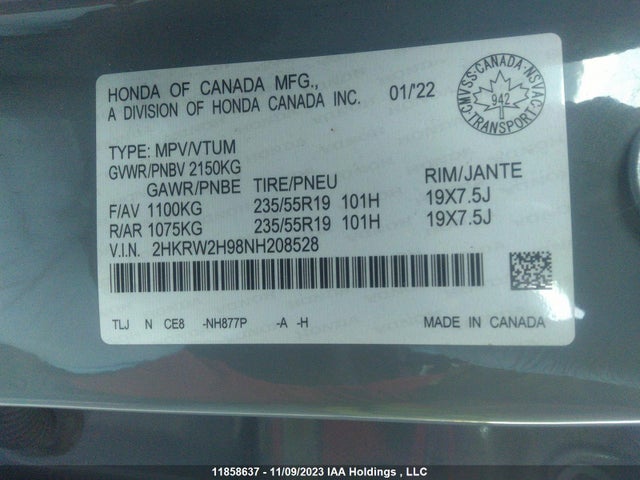 HONDA OF CANADA MFG.,
A DIVISION OF HONDA CANADA INC.
01/'22
CMVSS·CANADA·NSVAC
942
TRANSPORT
TYPE: MPV/VTUM
GVWR/PNBV 2150KG
GAWR/PNBE TIRE/PNEU RIM/JANTE
F/AV 1100KG 235/55R19 101H 19X7.5J
R/AR 1075KG 235/55R19 101H 19X7.5J
V.I.N. 2HKRW2H98NH208528
TLJ N CE8 -NH877P -A -H MADE IN CANADA
11858637 - 11/09/2023 IAA Holdings , LLC